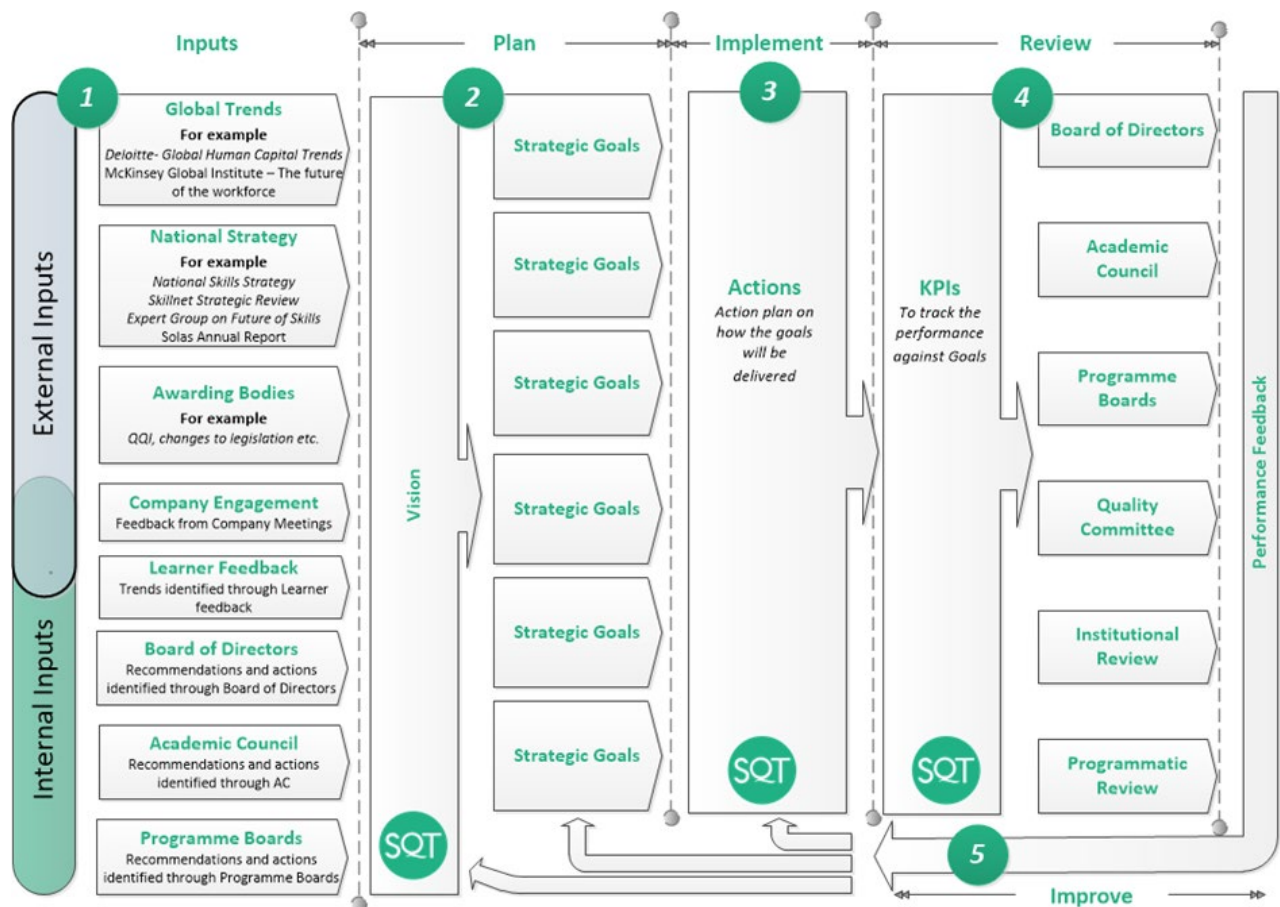 Inputs
Plan
Implement
Review
1
2
3
4
External Inputs
Internal Inputs
Global Trends
For example
Deloitte- Global Human Capital Trends
McKinsey Global Institute – The future
of the workforce
National Strategy
For example
National Skills Strategy
Skillnet Strategic Review
Expert Group on Future of Skills
Solas Annual Report
Awarding Bodies
For example
QQI, changes to legislation etc.
Company Engagement
Feedback from Company Meetings
Learner Feedback
Trends identified through Learner
feedback
Board of Directors
Recommendations and actions
identified through Board of Directors
Academic Council
Recommendations and actions
identified through AC
Programme Boards
Recommendations and actions
identified through Programme Boards
Vision
SQT
Strategic Goals
Strategic Goals
Strategic Goals
Strategic Goals
Strategic Goals
Strategic Goals
Actions
Action plan on
how the goals
will be
delivered
SQT
KPIs
To track the
performance
against Goals
SQT
Board of Directors
Academic
Council
Programme
Boards
Quality
Committee
Institutional
Review
Programmatic
Review
Performance Feedback
5
Improve